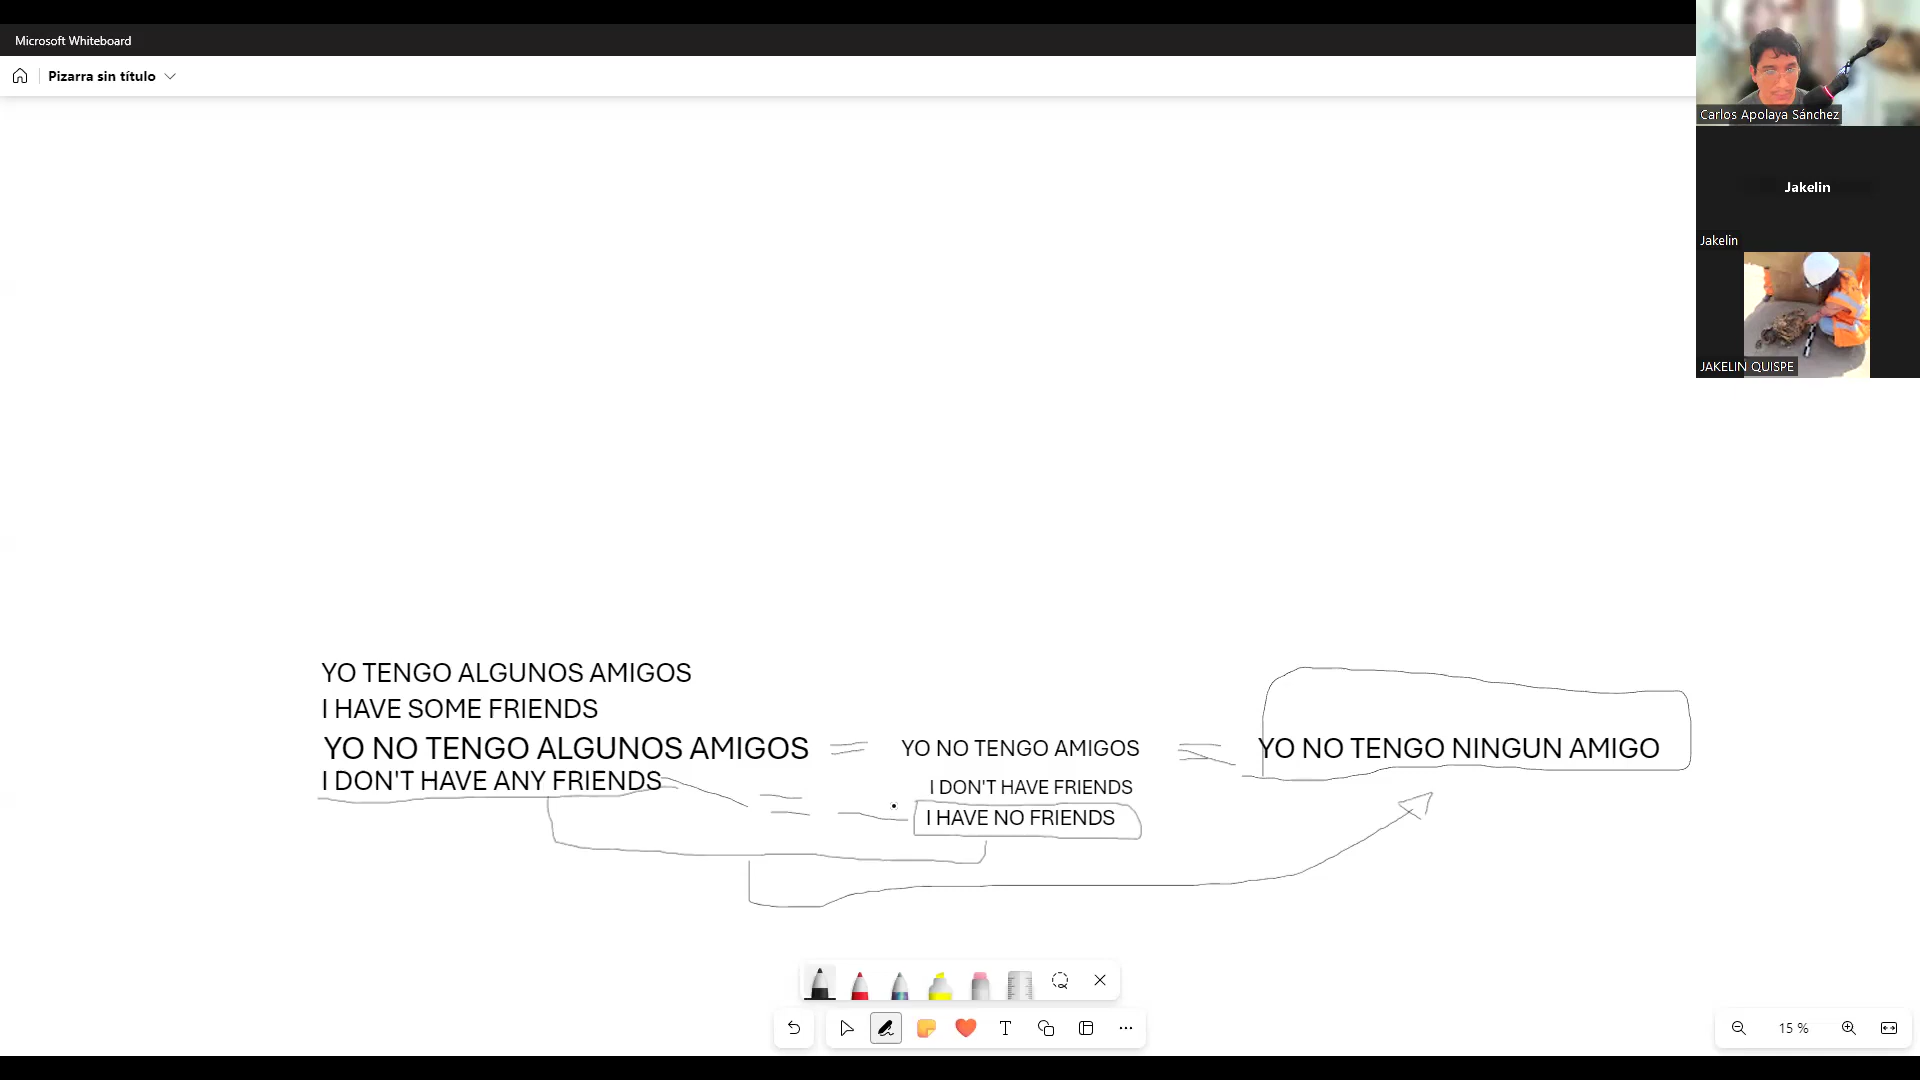 Microsoft Whiteboard
Pizarra sin título
Carlos Apolaya Sánchez
Jakelin
Jakelin
JAKELIN QUISPE
YO TENGO ALGUNOS AMIGOS
I HAVE SOME FRIENDS
YO NO TENGO ALGUNOS AMIGOS
YO NO TENGO AMIGOS
YO NO TENGO NINGUN AMIGO
I DON'T HAVE ANY FRIENDS
I DON'T HAVE FRIENDS
I HAVE NO FRIENDS
15 %